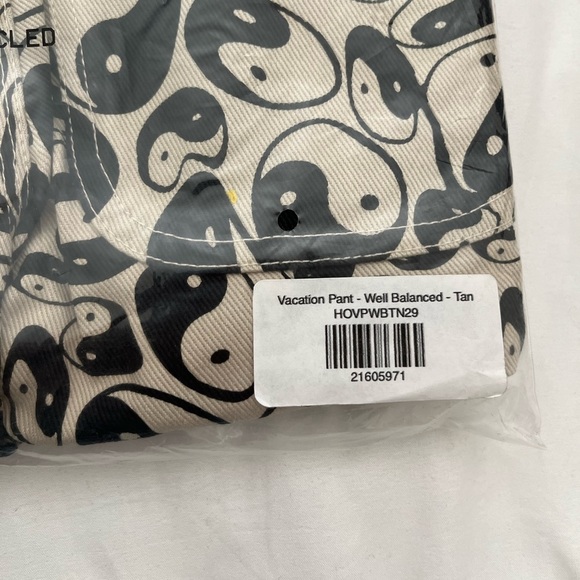 CLED
Vacation Pant - Well Balanced - Tan
HOVPWBTN29
21605971